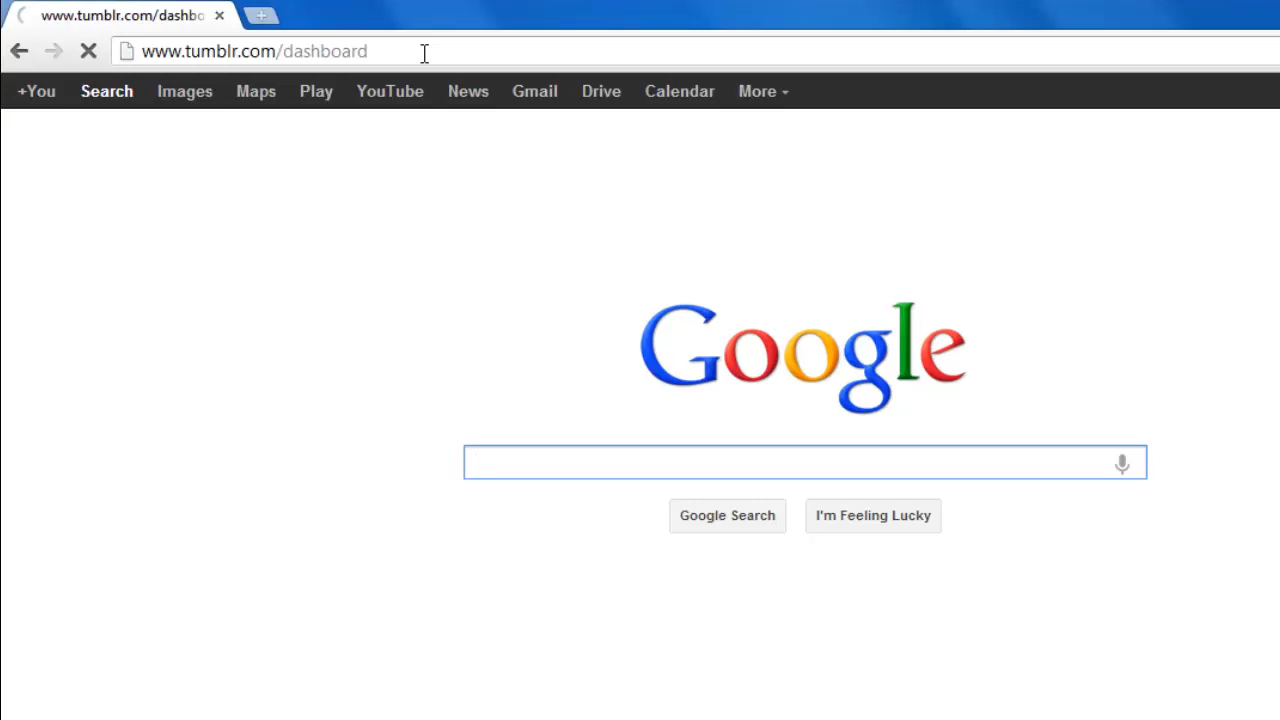 www.tumblr.com/dashbo
www.tumblr.com/dashboard
+You Search Images Maps Play YouTube News Gmail Drive Calendar More
Google
Google Search I'm Feeling Lucky